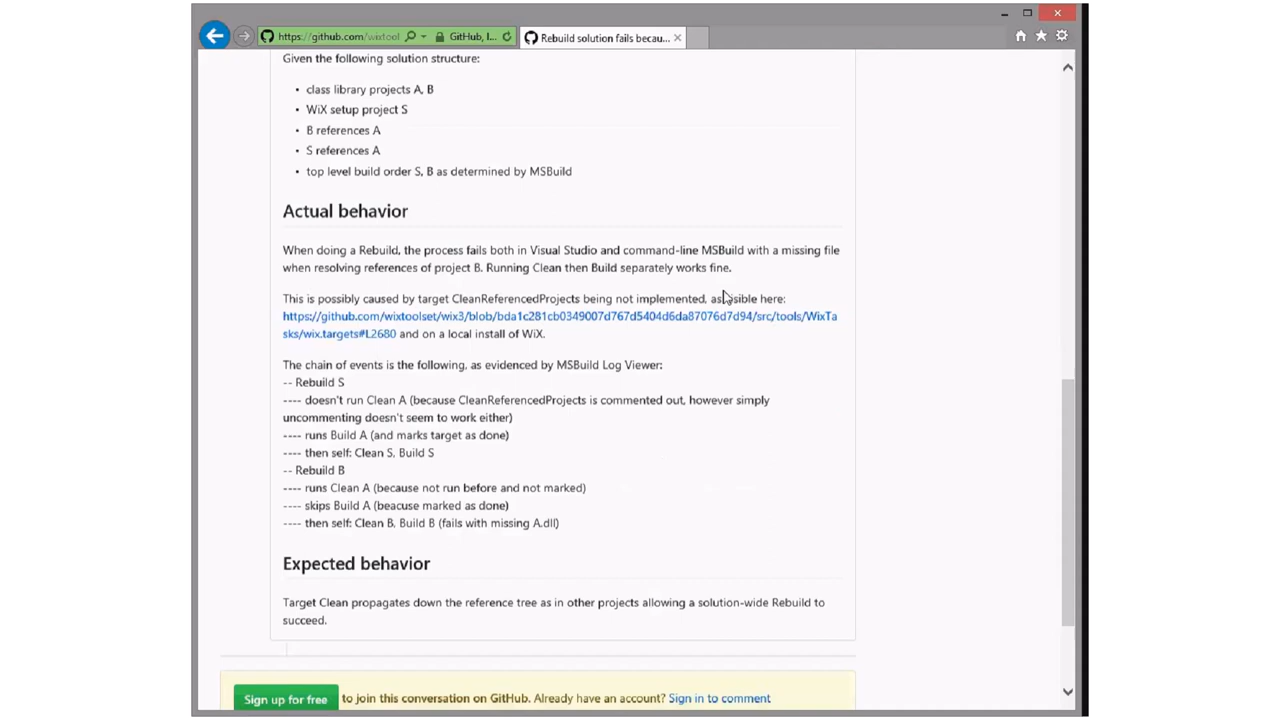 https://github.com/wixtool
GitHub, I...
Rebuild solution fails becau...
Given the following solution structure:
• class library projects A, B
• WiX setup project S
• B references A
• S references A
• top level build order S, B as determined by MSBuild
Actual behavior
When doing a Rebuild, the process fails both in Visual Studio and command-line MSBuild with a missing file
when resolving references of project B. Running Clean then Build separately works fine.
This is possibly caused by target CleanReferencedProjects being not implemented, as visible here:
https://github.com/wixtoolset/wix3/blob/bda1c281cb0349007d767d5404d6da87076d7d94/src/tools/WixTa
sks/wix.targets#L2680 and on a local install of WiX.
The chain of events is the following, as evidenced by MSBuild Log Viewer:
-- Rebuild S
---- doesn't run Clean A (because CleanReferencedProjects is commented out, however simply
uncommenting doesn't seem to work either)
---- runs Build A (and marks target as done)
---- then self: Clean S, Build S
-- Rebuild B
---- runs Clean A (because not run before and not marked)
---- skips Build A (beacuse marked as done)
---- then self: Clean B, Build B (fails with missing A.dll)
Expected behavior
Target Clean propagates down the reference tree as in other projects allowing a solution-wide Rebuild to
succeed.
Sign up for free to join this conversation on GitHub. Already have an account? Sign in to comment